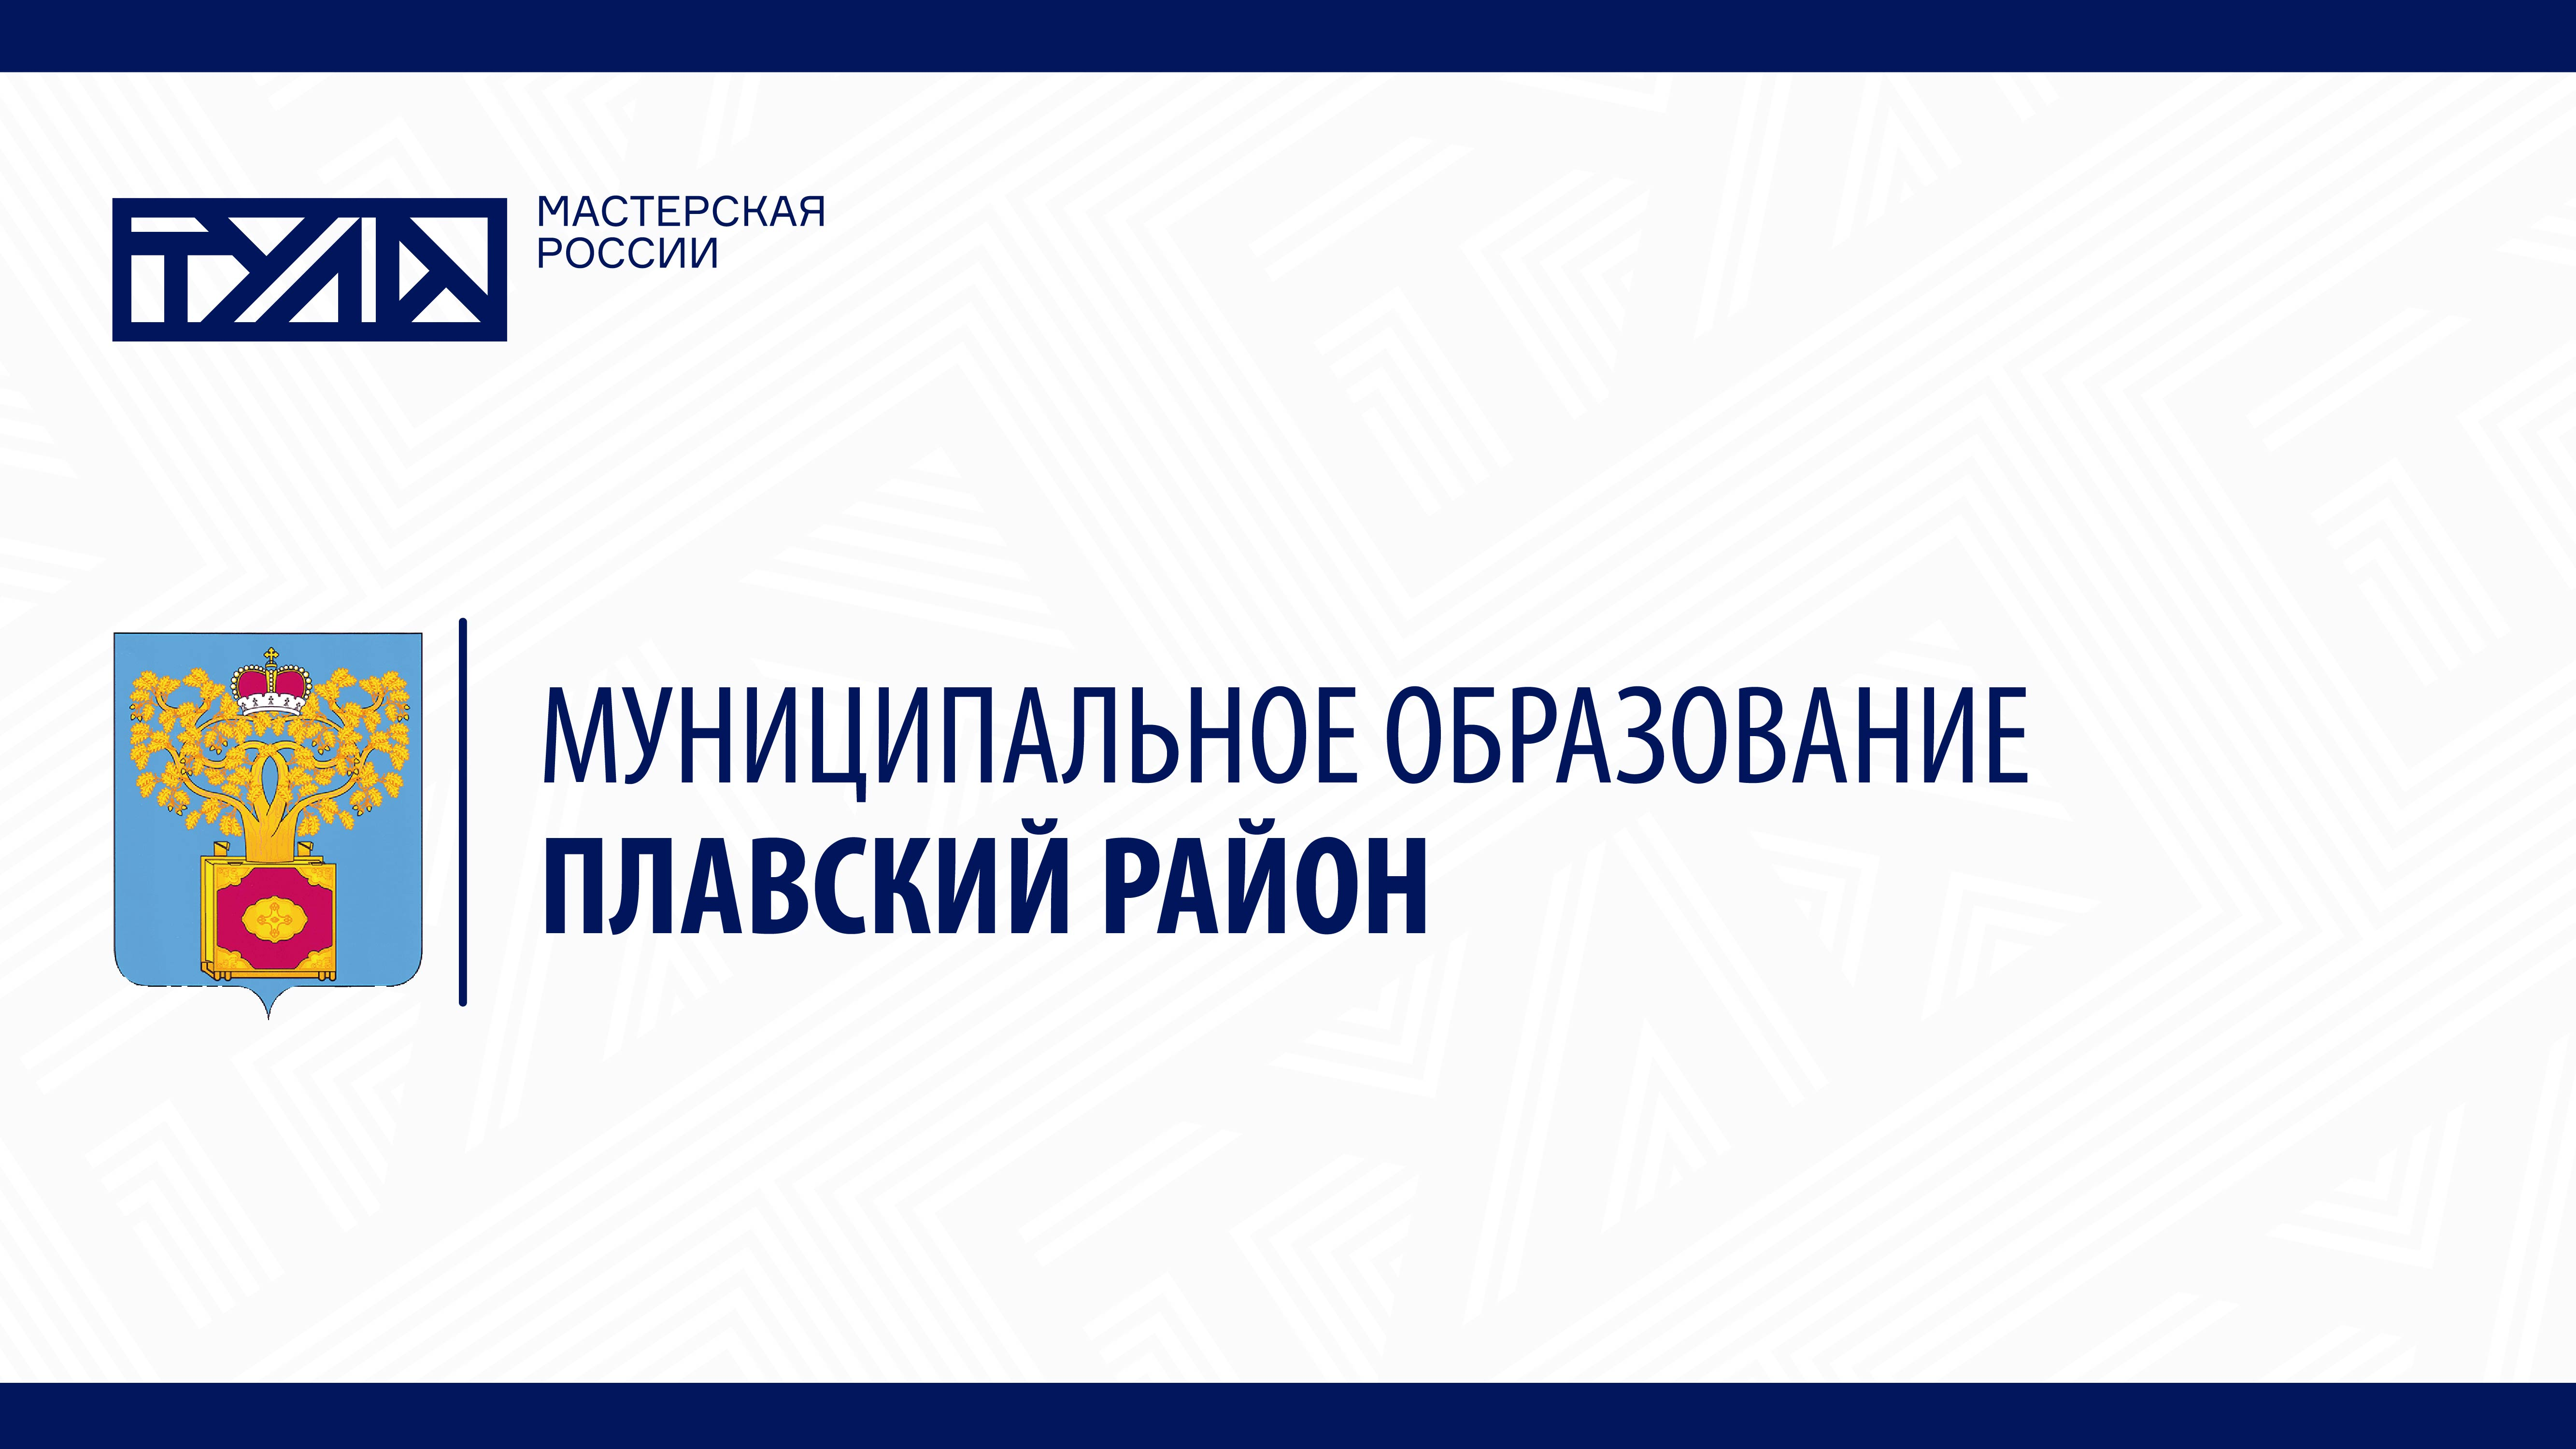 ТУЛА
МАСТЕРСКАЯ
РОССИИ
МУНИЦИПАЛЬНОЕ ОБРАЗОВАНИЕ
ПЛАВСКИЙ РАЙОН